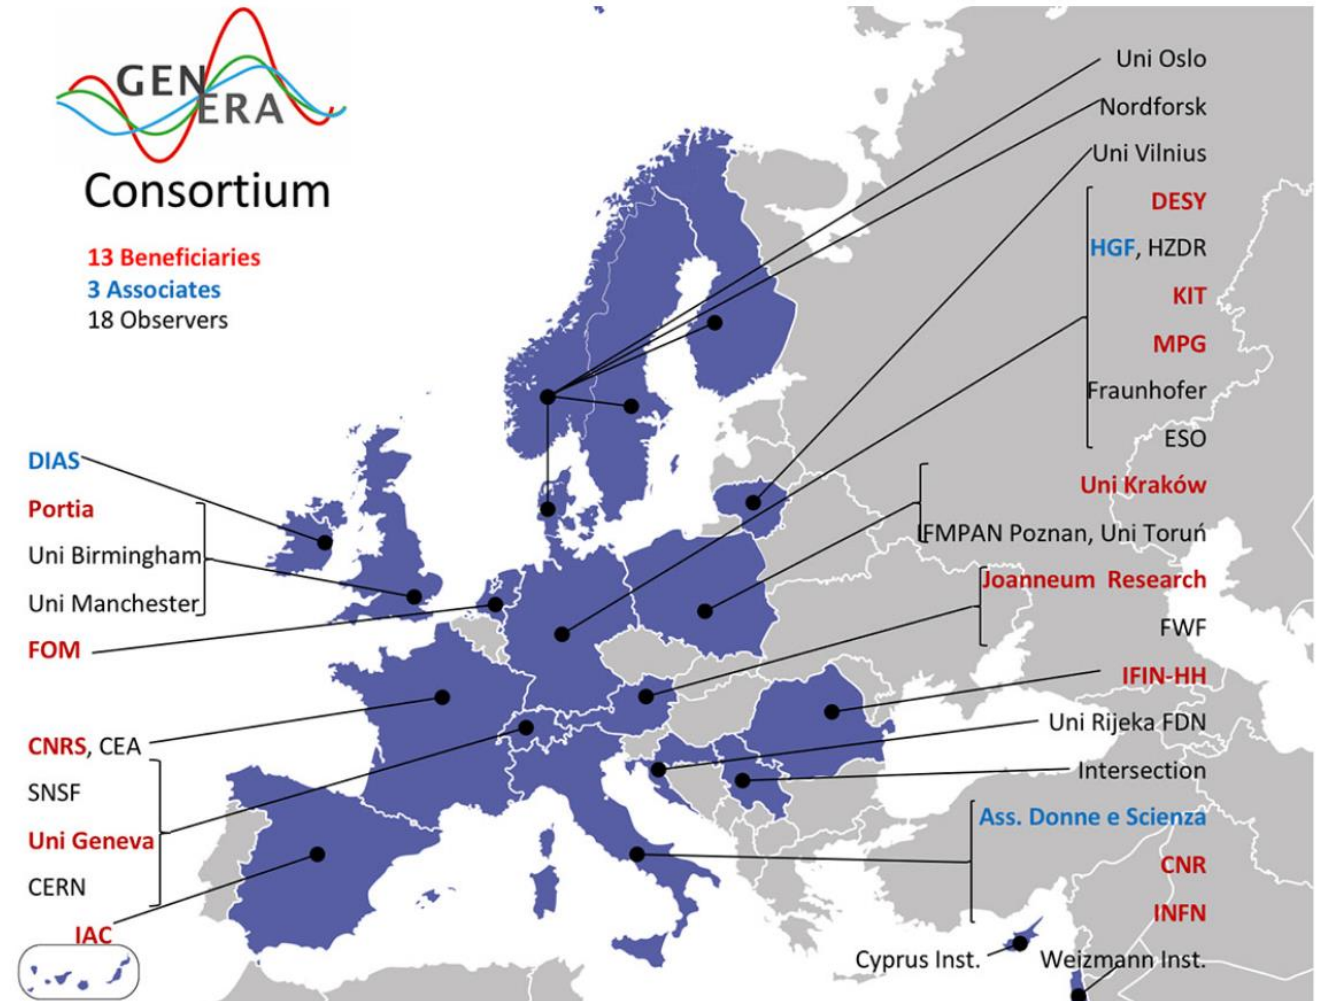 GEN
ERA
Consortium
13 Beneficiaries
3 Associates
18 Observers
DIAS
Portia
Uni Birmingham
Uni Manchester
FOM
CNRS, CEA
SNSF
Uni Geneva
CERN
IAC
Uni Oslo
Nordforsk
Uni Vilnius
DESY
HGF, HZDR
KIT
MPG
Fraunhofer
ESO
Uni Kraków
IFMPAN Poznan, Uni Toruń
Joanneum Research
FWF
IFIN-HH
Uni Rijeka FDN
Intersection
Ass. Donne e Scienza
CNR
INFN
Cyprus Inst.
Weizmann Inst.